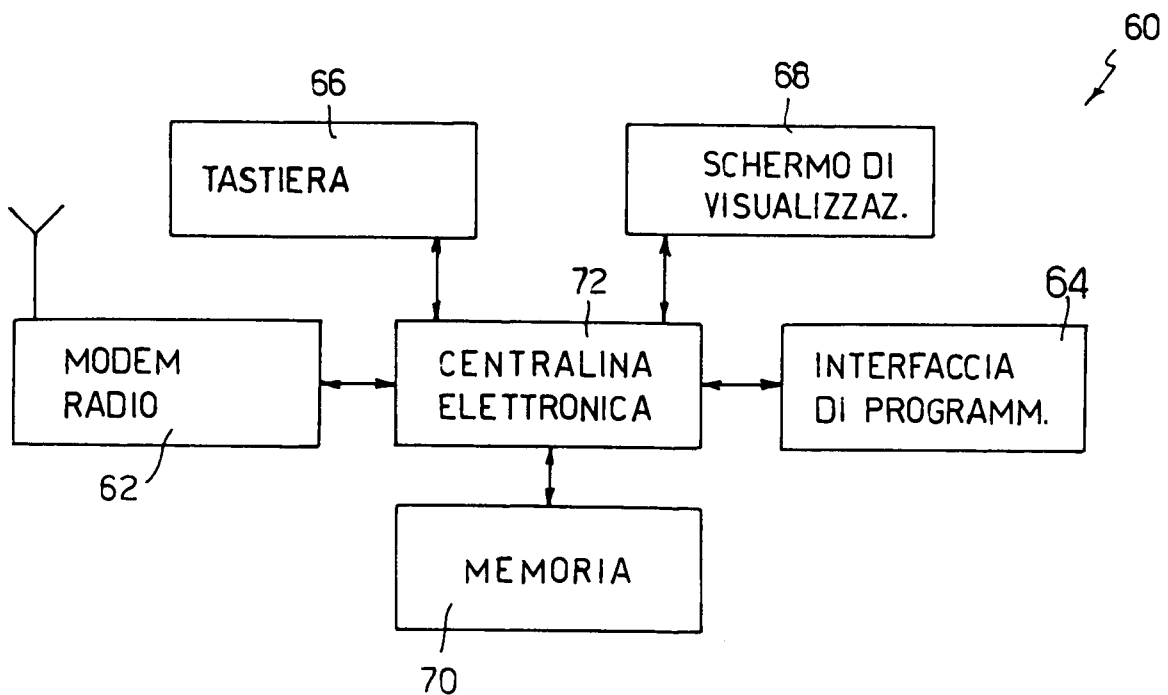 60
66
68
TASTIERA
SCHERMO DI
VISUALIZZAZ.
72
64
MODEM
RADIO
CENTRALINA
ELETTRONICA
INTERFACCIA
DI PROGRAMM.
62
MEMORIA
70